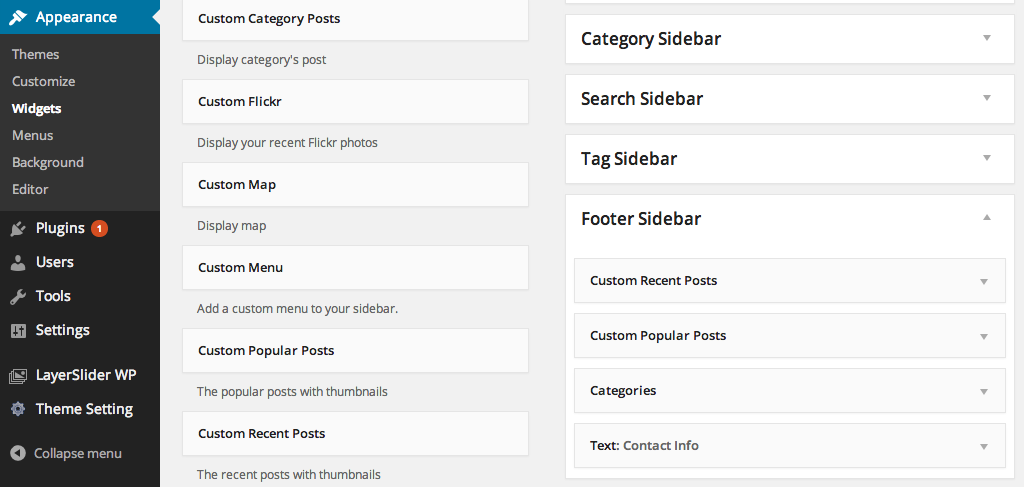 Appearance
Themes
Customize
Widgets
Menus
Background
Editor
Plugins 1
Users
Tools
Settings
LayerSlider WP
Theme Setting
Collapse menu
Custom Category Posts
Display category's post
Custom Flickr
Display your recent Flickr photos
Custom Map
Display map
Custom Menu
Add a custom menu to your sidebar.
Custom Popular Posts
The popular posts with thumbnails
Custom Recent Posts
The recent posts with thumbnails
Category Sidebar
Search Sidebar
Tag Sidebar
Footer Sidebar
Custom Recent Posts
Custom Popular Posts
Categories
Text: Contact Info